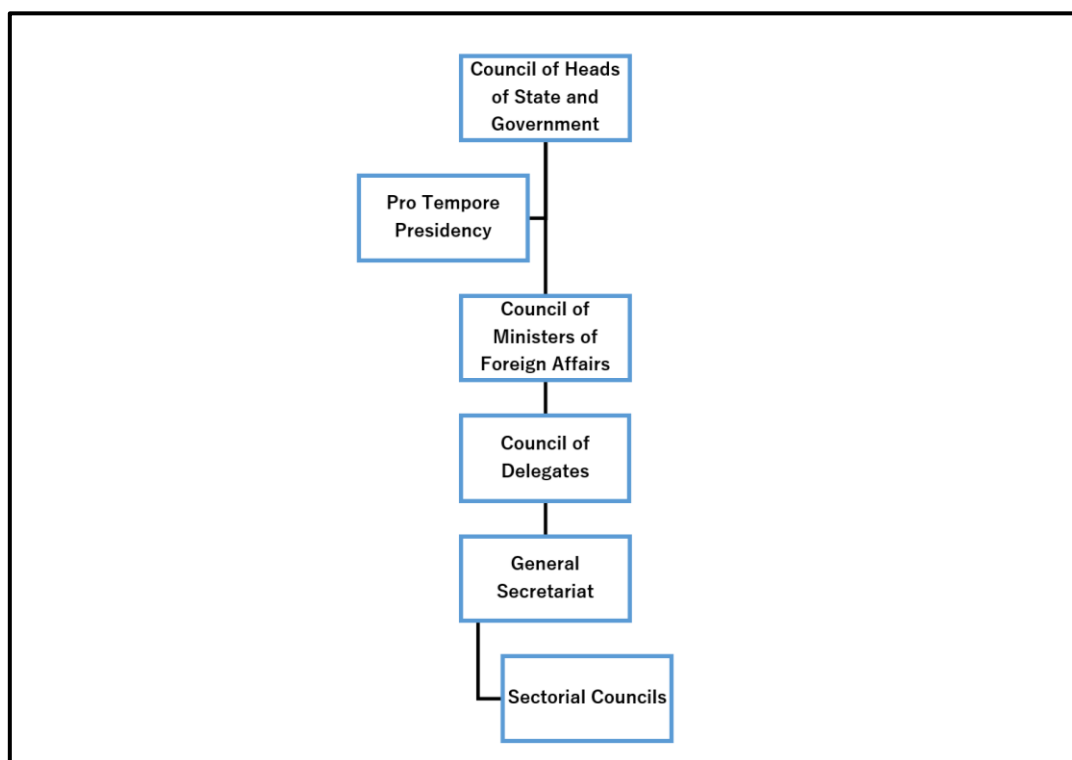 Council of Heads
of State and
Government
Pro Tempore
Presidency
Council of
Ministers of
Foreign Affairs
Council of
Delegates
General
Secretariat
Sectorial Councils